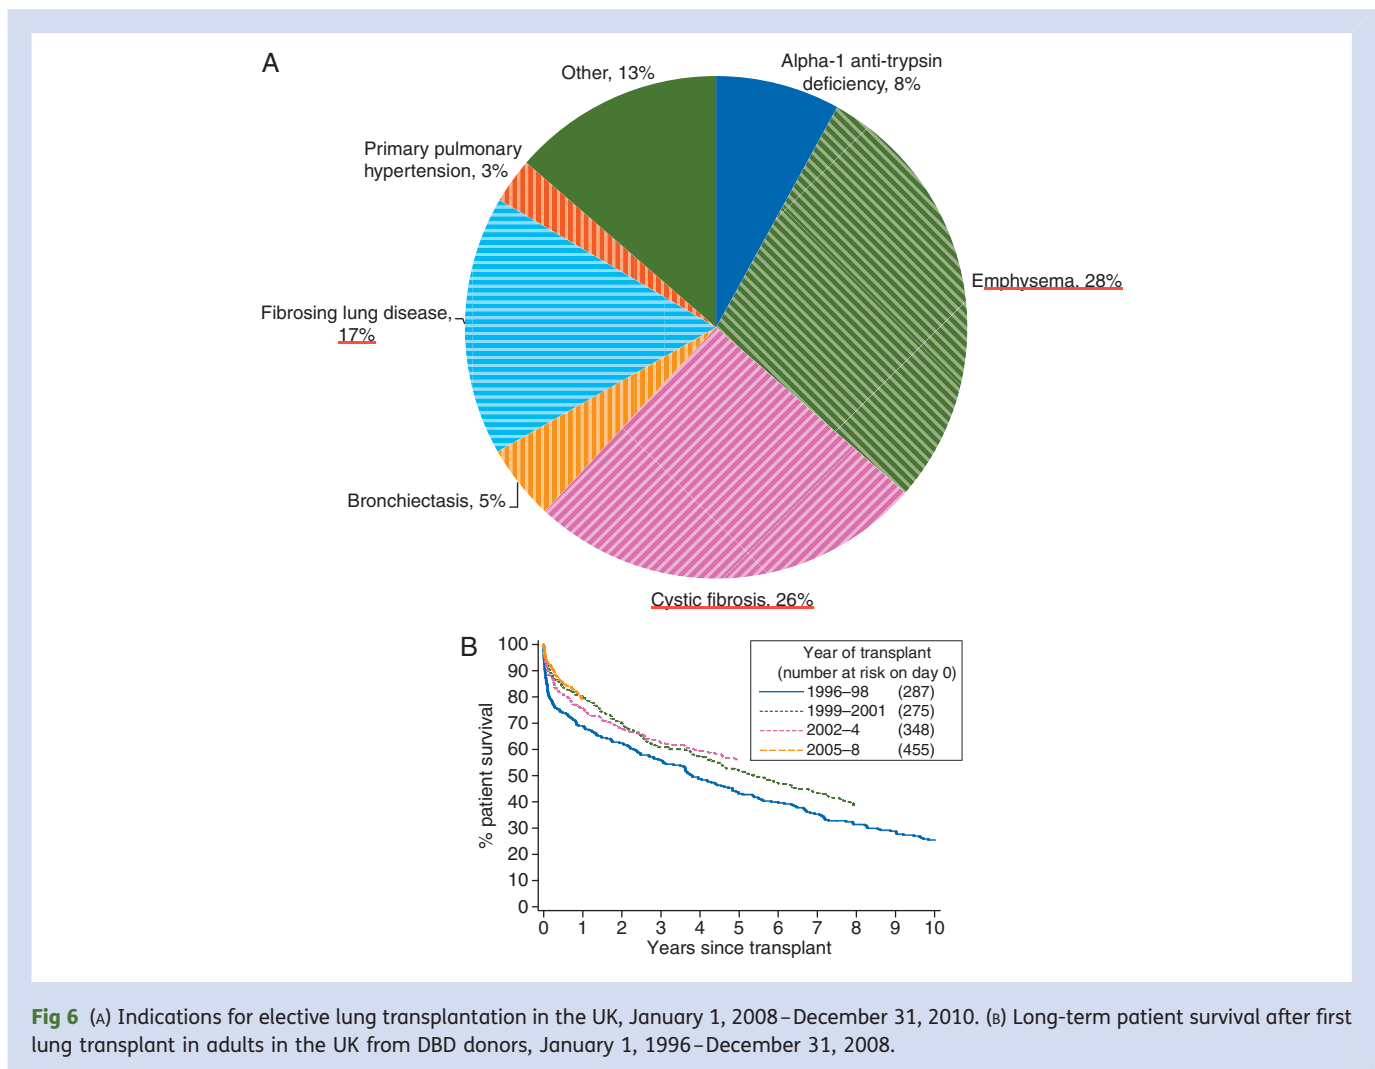 A
Other, 13%
Alpha-1 anti-trypsin
deficiency, 8%
Primary pulmonary
hypertension, 3%
Emphysema, 28%
Fibrosing lung disease,
17%
Bronchiectasis, 5%
Cystic fibrosis, 26%
B
% patient survival
100
90
80
70
60
50
40
30
20
10
0
Year of transplant
(number at risk on day 0)
1996–98 (287)
1999–2001 (275)
2002–4 (348)
2005–8 (455)
0 1 2 3 4 5 6 7 8 9 10
Years since transplant
Fig 6 (A) Indications for elective lung transplantation in the UK, January 1, 2008–December 31, 2010. (B) Long-term patient survival after first
lung transplant in adults in the UK from DBD donors, January 1, 1996–December 31, 2008.